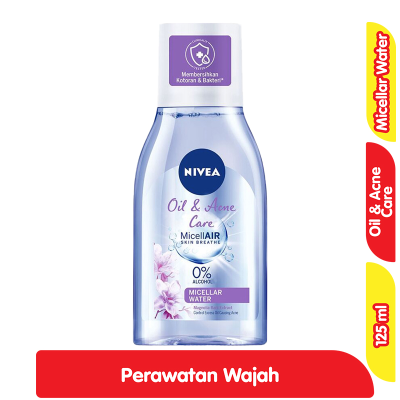 Membersihkan
Kotoran & Bakteri*
NIVEA
Oil & Acne
Care
MicellAIR
SKIN BREATHE
0%
ALCOHOL
MICELLAR
WATER
Micellar Water
Oil & Acne
Care
125 ml
Perawatan Wajah